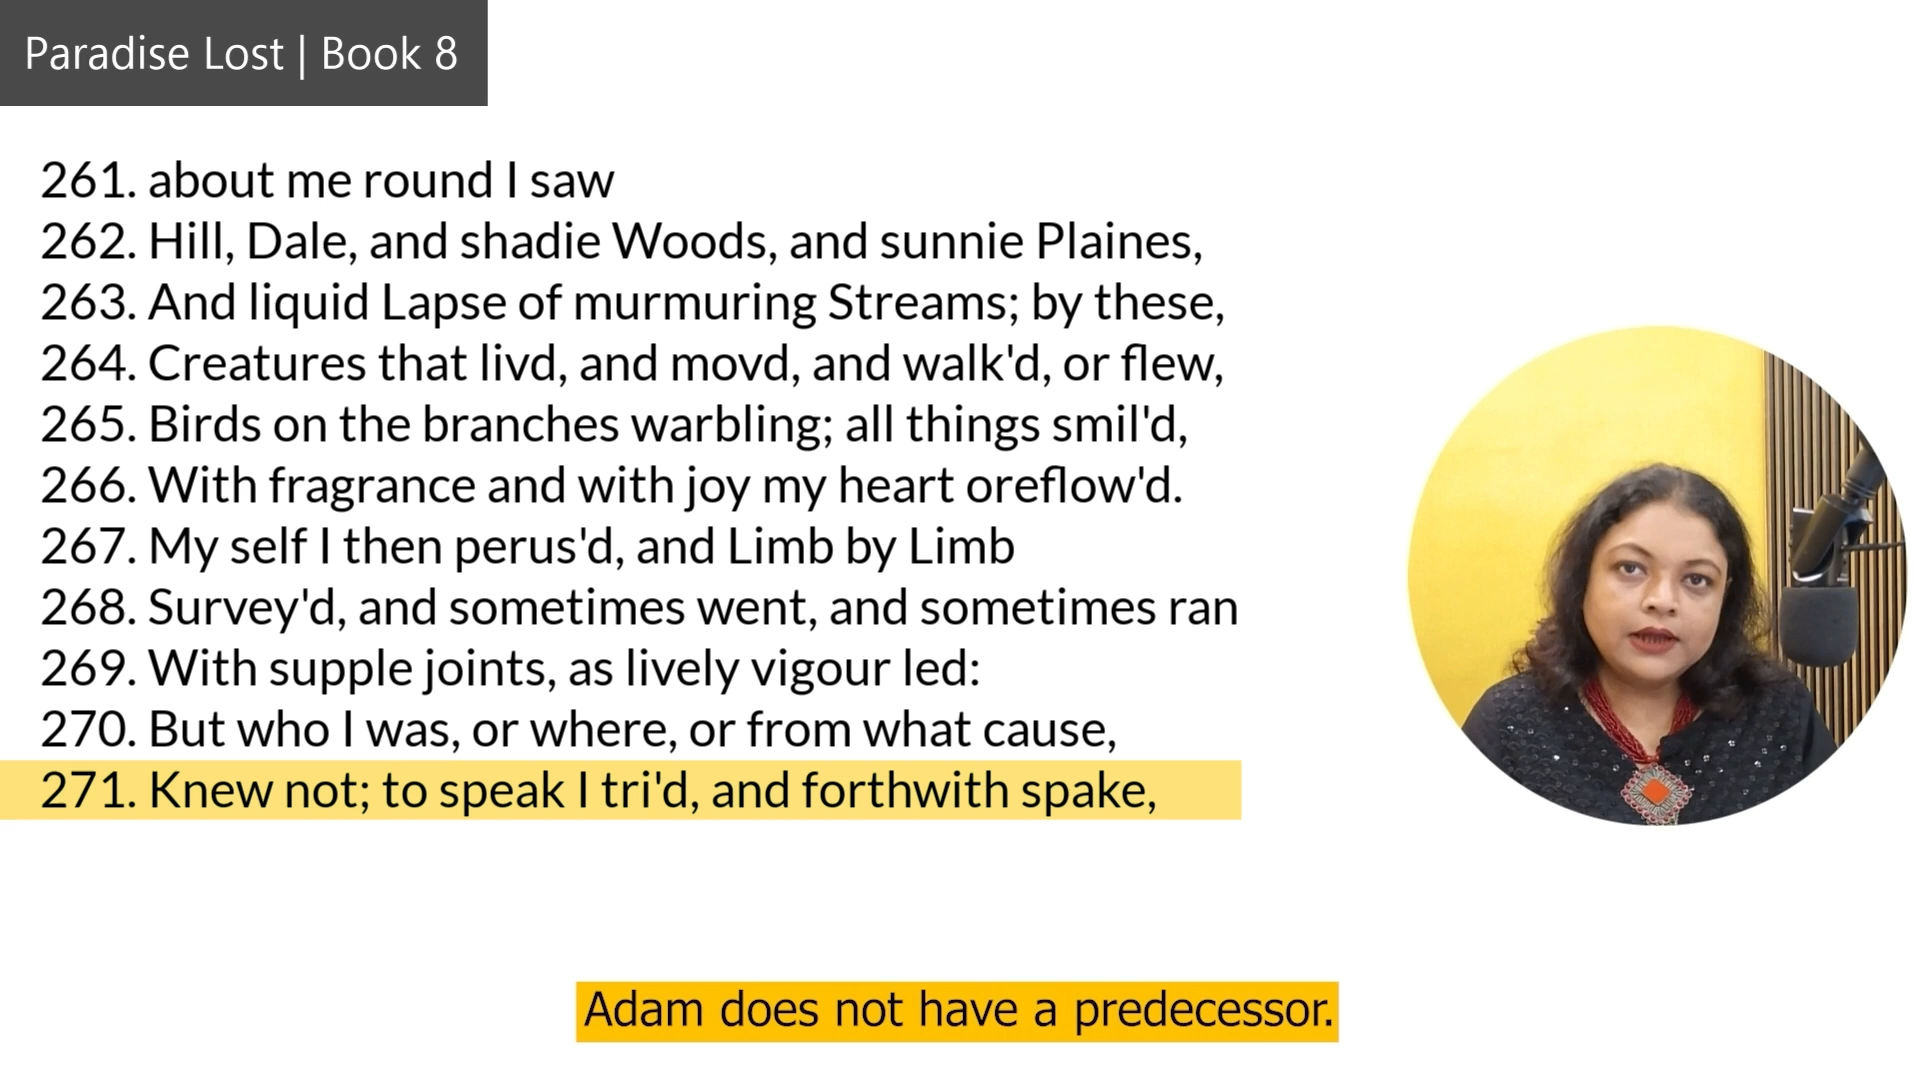 Paradise Lost | Book 8
261. about me round I saw
262. Hill, Dale, and shadie Woods, and sunnie Plaines,
263. And liquid Lapse of murmuring Streams; by these,
264. Creatures that livd, and movd, and walk'd, or flew,
265. Birds on the branches warbling; all things smil'd,
266. With fragrance and with joy my heart oreflow'd.
267. My self I then perus'd, and Limb by Limb
268. Survey'd, and sometimes went, and sometimes ran
269. With supple joints, as lively vigour led:
270. But who I was, or where, or from what cause,
271. Knew not; to speak I tri'd, and forthwith spake,
Adam does not have a predecessor.